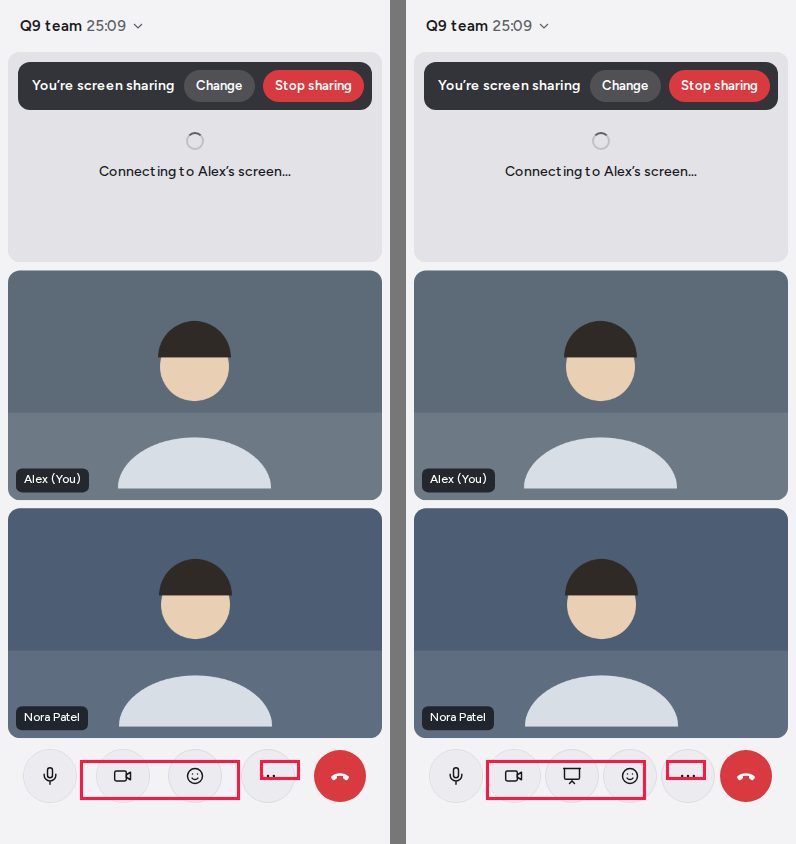 Q9 team 25:09
You're screen sharing Change Stop sharing
Connecting to Alex's screen...
Alex (You)
Nora Patel
Q9 team 25:09
You're screen sharing Change Stop sharing
Connecting to Alex's screen...
Alex (You)
Nora Patel